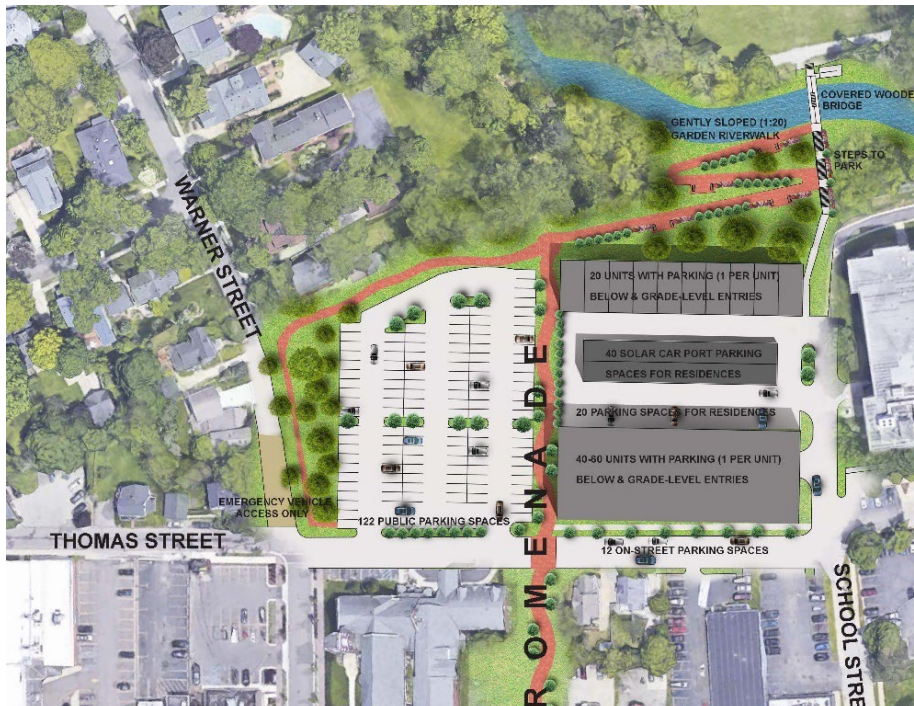 COVERED WOODE
BRIDGE
GENTLY SLOPED (1:20)
GARDEN RIVERWALK
STEPS TO
PARK
WARNER STREET
20 UNITS WITH PARKING (1 PER UNIT)
BELOW & GRADE-LEVEL ENTRIES
40 SOLAR CAR PORT PARKING
SPACES FOR RESIDENCES
20 PARKING SPACES FOR RESIDENCES
40-60 UNITS WITH PARKING (1 PER UNIT)
BELOW & GRADE-LEVEL ENTRIES
EMERGENCY VEHICLE
ACCESS ONLY
122 PUBLIC PARKING SPACES
THOMAS STREET
12 ON-STREET PARKING SPACES
ROMENADE
SCHOOL STRE